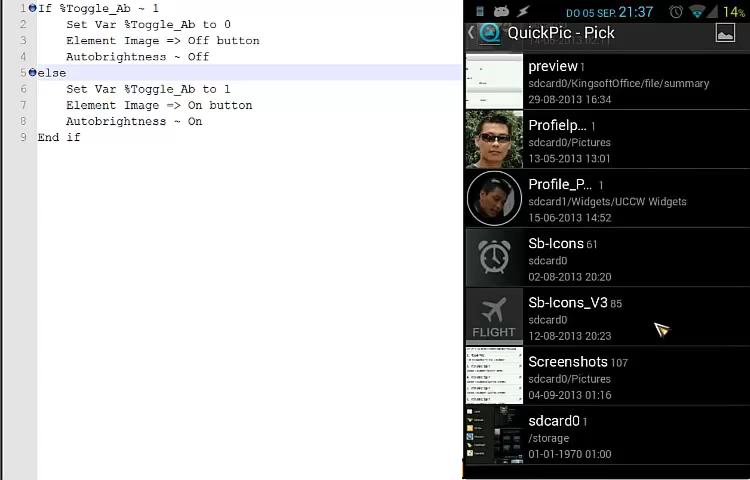 1 If %Toggle_Ab ~ 1
2 Set Var %Toggle_Ab to 0
3 Element Image => Off button
4 Autobrightness ~ Off
5 else
6 Set Var %Toggle_Ab to 1
7 Element Image => On button
8 Autobrightness ~ On
9 End if
DO 05 SEP. 21:37 14%
QuickPic - Pick
preview 1
sdcard0/KingsoftOffice/file/summary
29-08-2013 16:34
Profielp... 1
sdcard0/Pictures
13-05-2013 13:01
Profile_P... 1
sdcard1/Widgets/UCCW Widgets
15-06-2013 14:52
Sb-Icons 61
sdcard0
02-08-2013 20:20
Sb-Icons_V3 85
sdcard0
FLIGHT
12-08-2013 20:23
Screenshots 107
sdcard0/Pictures
04-09-2013 01:16
sdcard0 1
/storage
01-01-1970 01:00